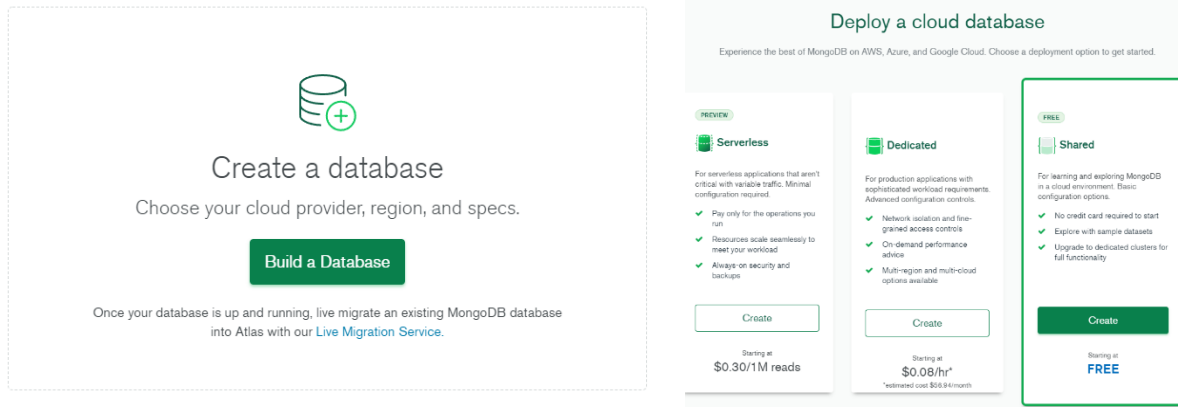 Create a database
Choose your cloud provider, region, and specs.
Build a Database
Once your database is up and running, live migrate an existing MongoDB database
into Atlas with our Live Migration Service.
Deploy a cloud database
Experience the best of MongoDB on AWS, Azure, and Google Cloud. Choose a deployment option to get started.
PREVIEW
Serverless
For serverless applications that aren't
critical with variable traffic. Minimal
configuration required.
Pay only for the operations you
run
Resources scale seamlessly to
meet your workload
Always-on security and
backups
Create
Starting at
$0.30/1M reads
Dedicated
For production applications with
sophisticated workload requirements.
Advanced configuration controls.
Network isolation and fine-
grained access controls
On-demand performance
advice
Multi-region and multi-cloud
options available
Create
Starting at
$0.08/hr*
*estimated cost $56.94/month
FREE
Shared
For learning and exploring MongoDB
in a cloud environment. Basic
configuration options.
No credit card required to start
Explore with sample datasets
Upgrade to dedicated clusters for
full functionality
Create
Starting at
FREE